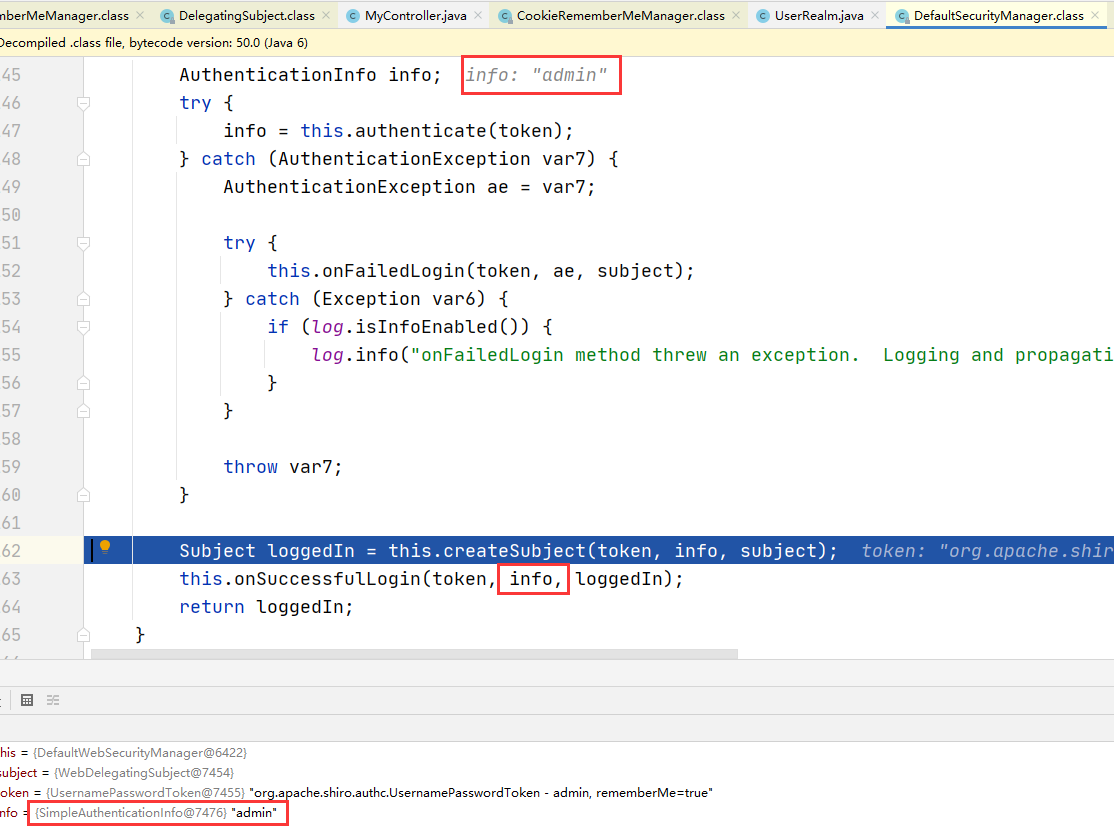 mberMeManager.class DelegatingSubject.class MyController.java CookieRememberMeManager.class UserRealm.java DefaultSecurityManager.class
Decompiled .class file, bytecode version: 50.0 (Java 6)
45 AuthenticationInfo info; info: "admin"
46 try {
47 info = this.authenticate(token);
48 } catch (AuthenticationException var7) {
49 AuthenticationException ae = var7;
50
51 try {
52 this.onFailedLogin(token, ae, subject);
53 } catch (Exception var6) {
54 if (log.isInfoEnabled()) {
55 log.info("onFailedLogin method threw an exception.  Logging and propagati
56 }
57 }
58
59 throw var7;
60 }
61
62 Subject loggedIn = this.createSubject(token, info, subject); token: "org.apache.shir
63 this.onSuccessfulLogin(token, info, loggedIn);
64 return loggedIn;
65 }
his = {DefaultWebSecurityManager@6422}
subject = {WebDelegatingSubject@7454}
oken = {UsernamePasswordToken@7455} "org.apache.shiro.authc.UsernamePasswordToken - admin, rememberMe=true"
nfo = {SimpleAuthenticationInfo@7476} "admin"